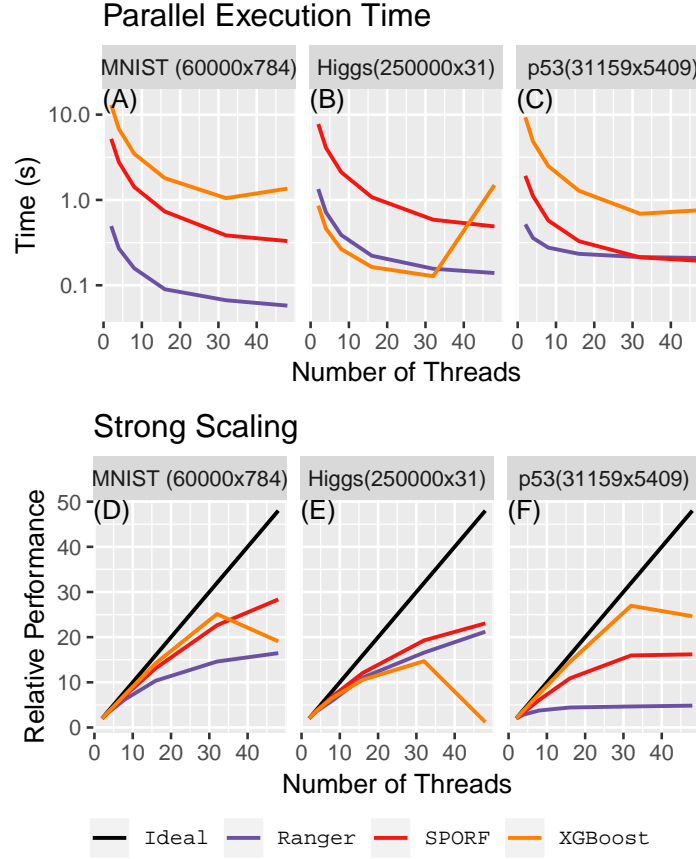 Parallel Execution Time
MNIST (60000x784) Higgs(250000x31) p53(31159x5409)
(A) (B) (C)
10.0
1.0
0.1
Time (s)
0 10 20 30 40 0 10 20 30 40 0 10 20 30 40
Number of Threads
Strong Scaling
MNIST (60000x784) Higgs(250000x31) p53(31159x5409)
(D) (E) (F)
50
40
30
20
10
0
Relative Performance
0 10 20 30 40 0 10 20 30 40 0 10 20 30 40
Number of Threads
Ideal Ranger SPORF XGBoost